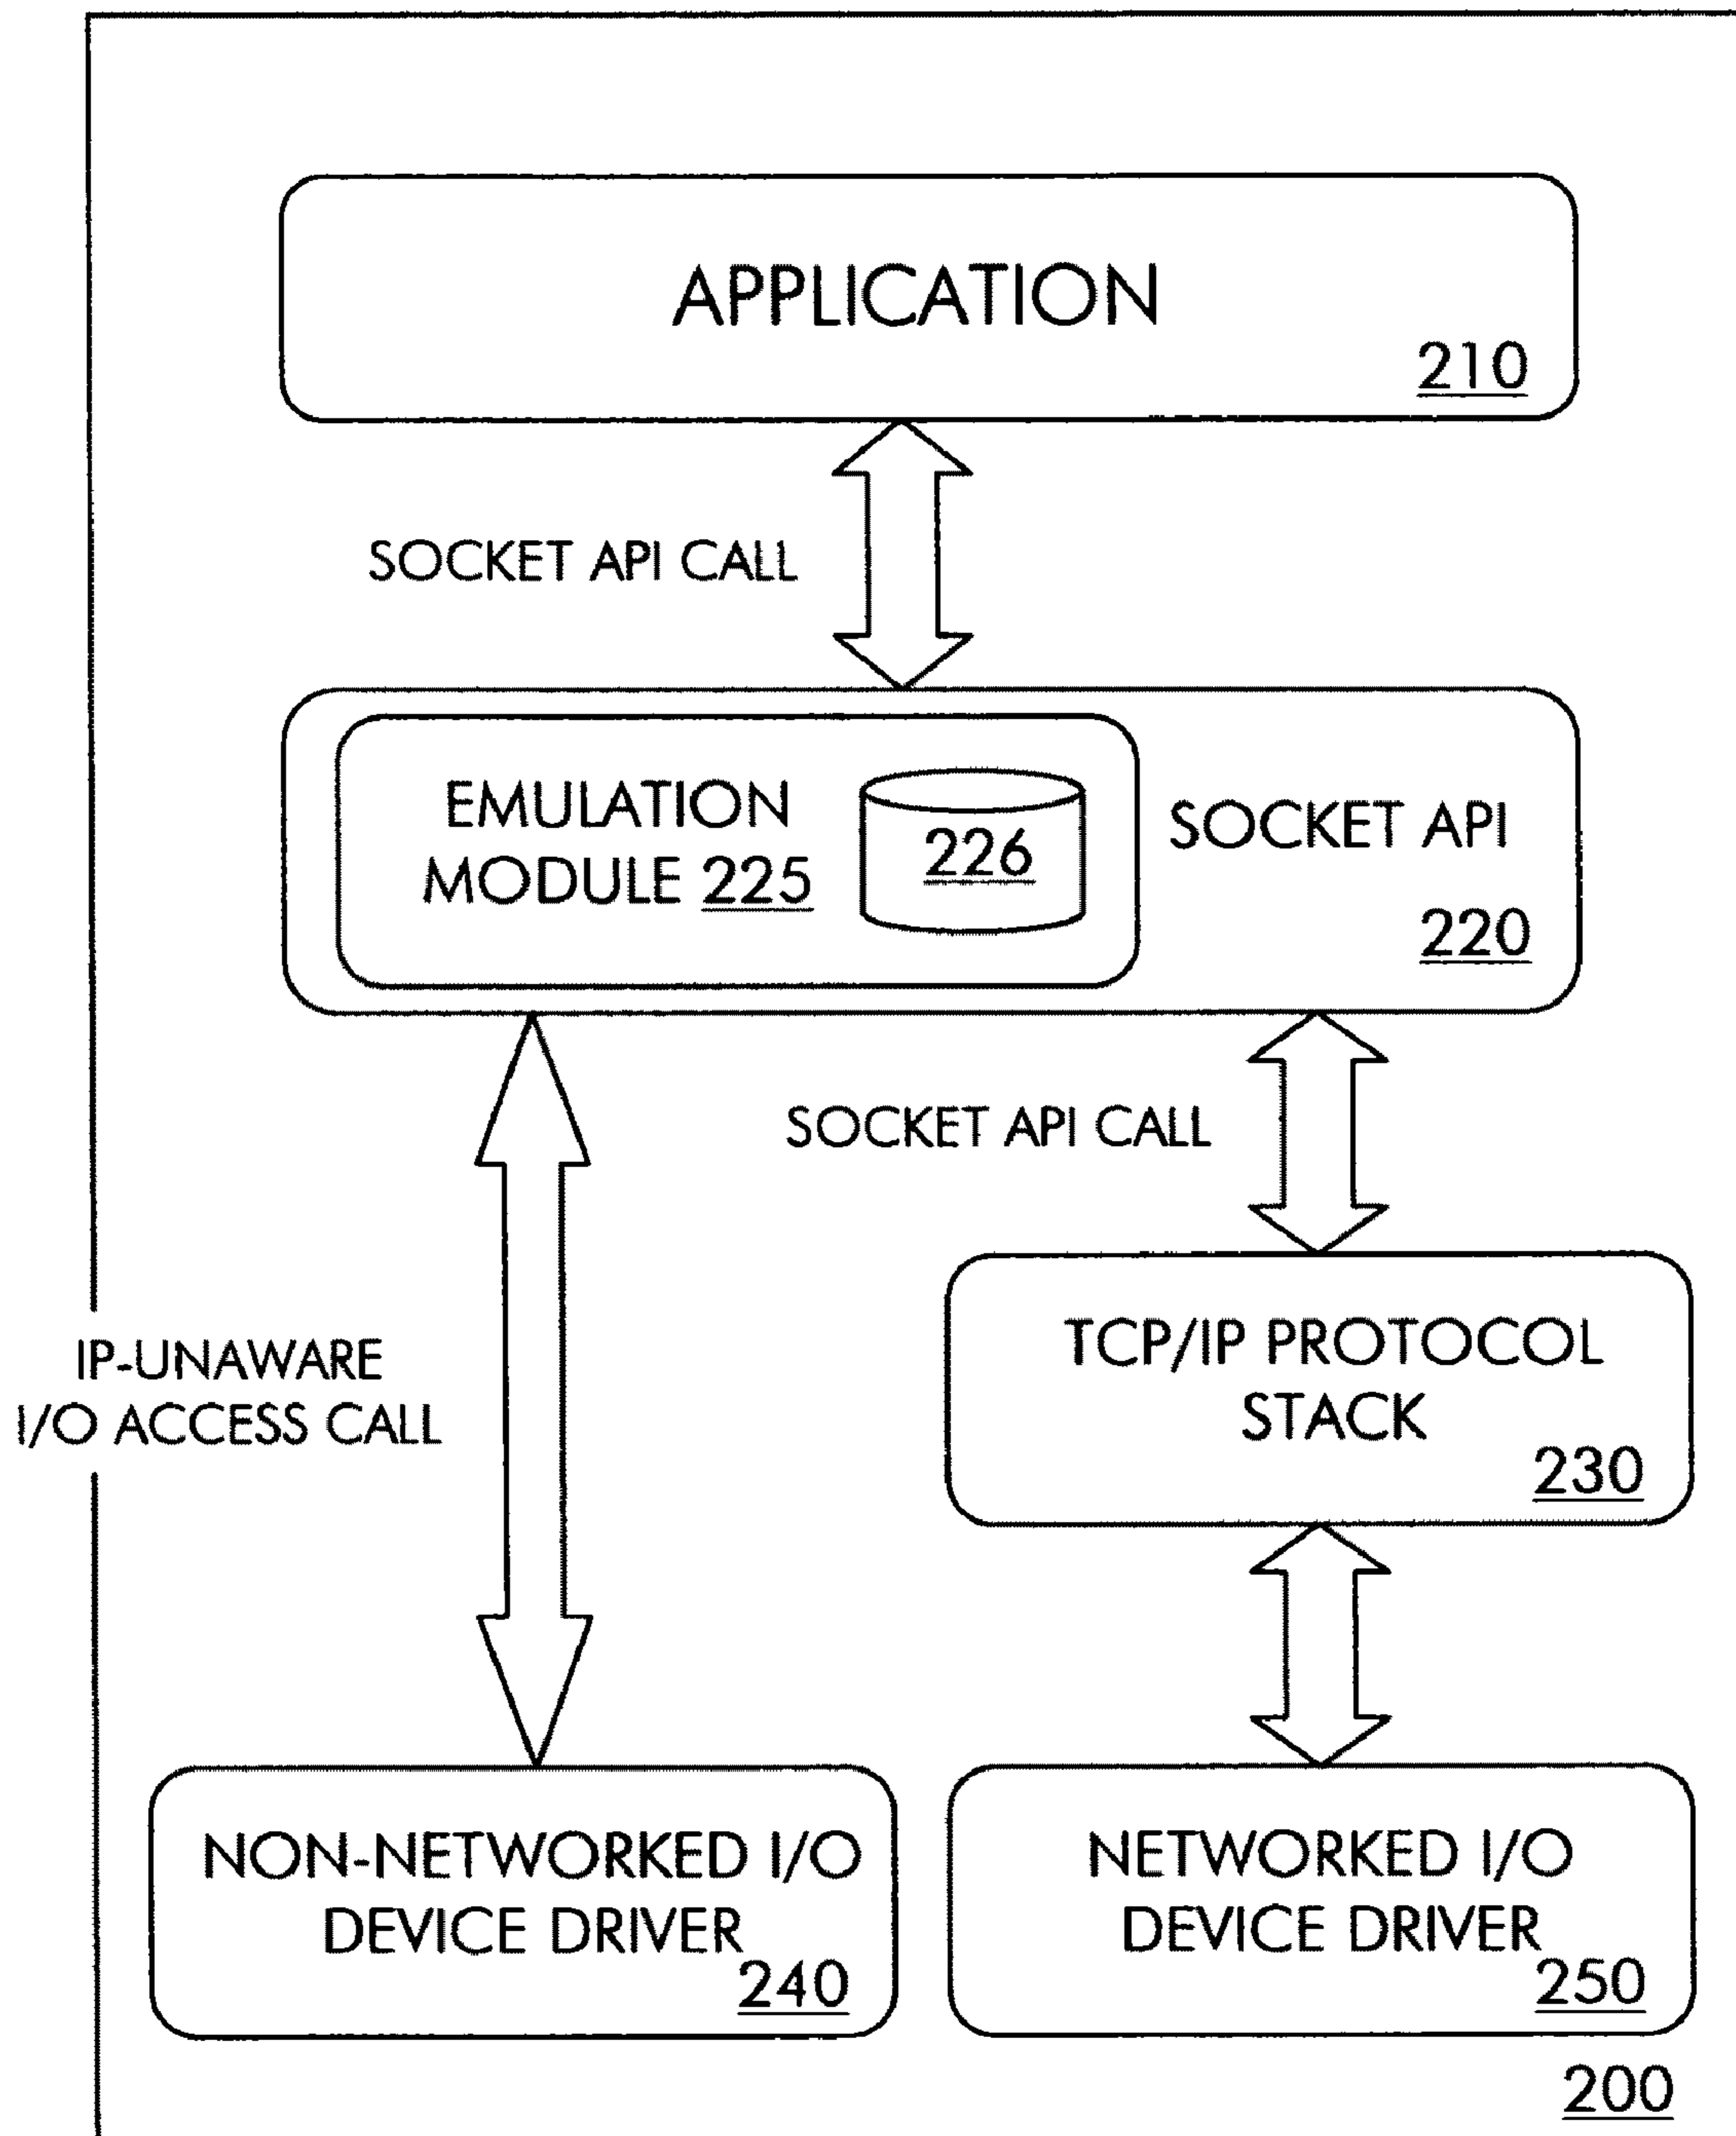 APPLICATION
210
SOCKET API CALL
EMULATION
MODULE 225
226
SOCKET API
220
SOCKET API CALL
IP-UNAWARE
I/O ACCESS CALL
TCP/IP PROTOCOL
STACK
230
NON-NETWORKED I/O
DEVICE DRIVER
240
NETWORKED I/O
DEVICE DRIVER
250
200